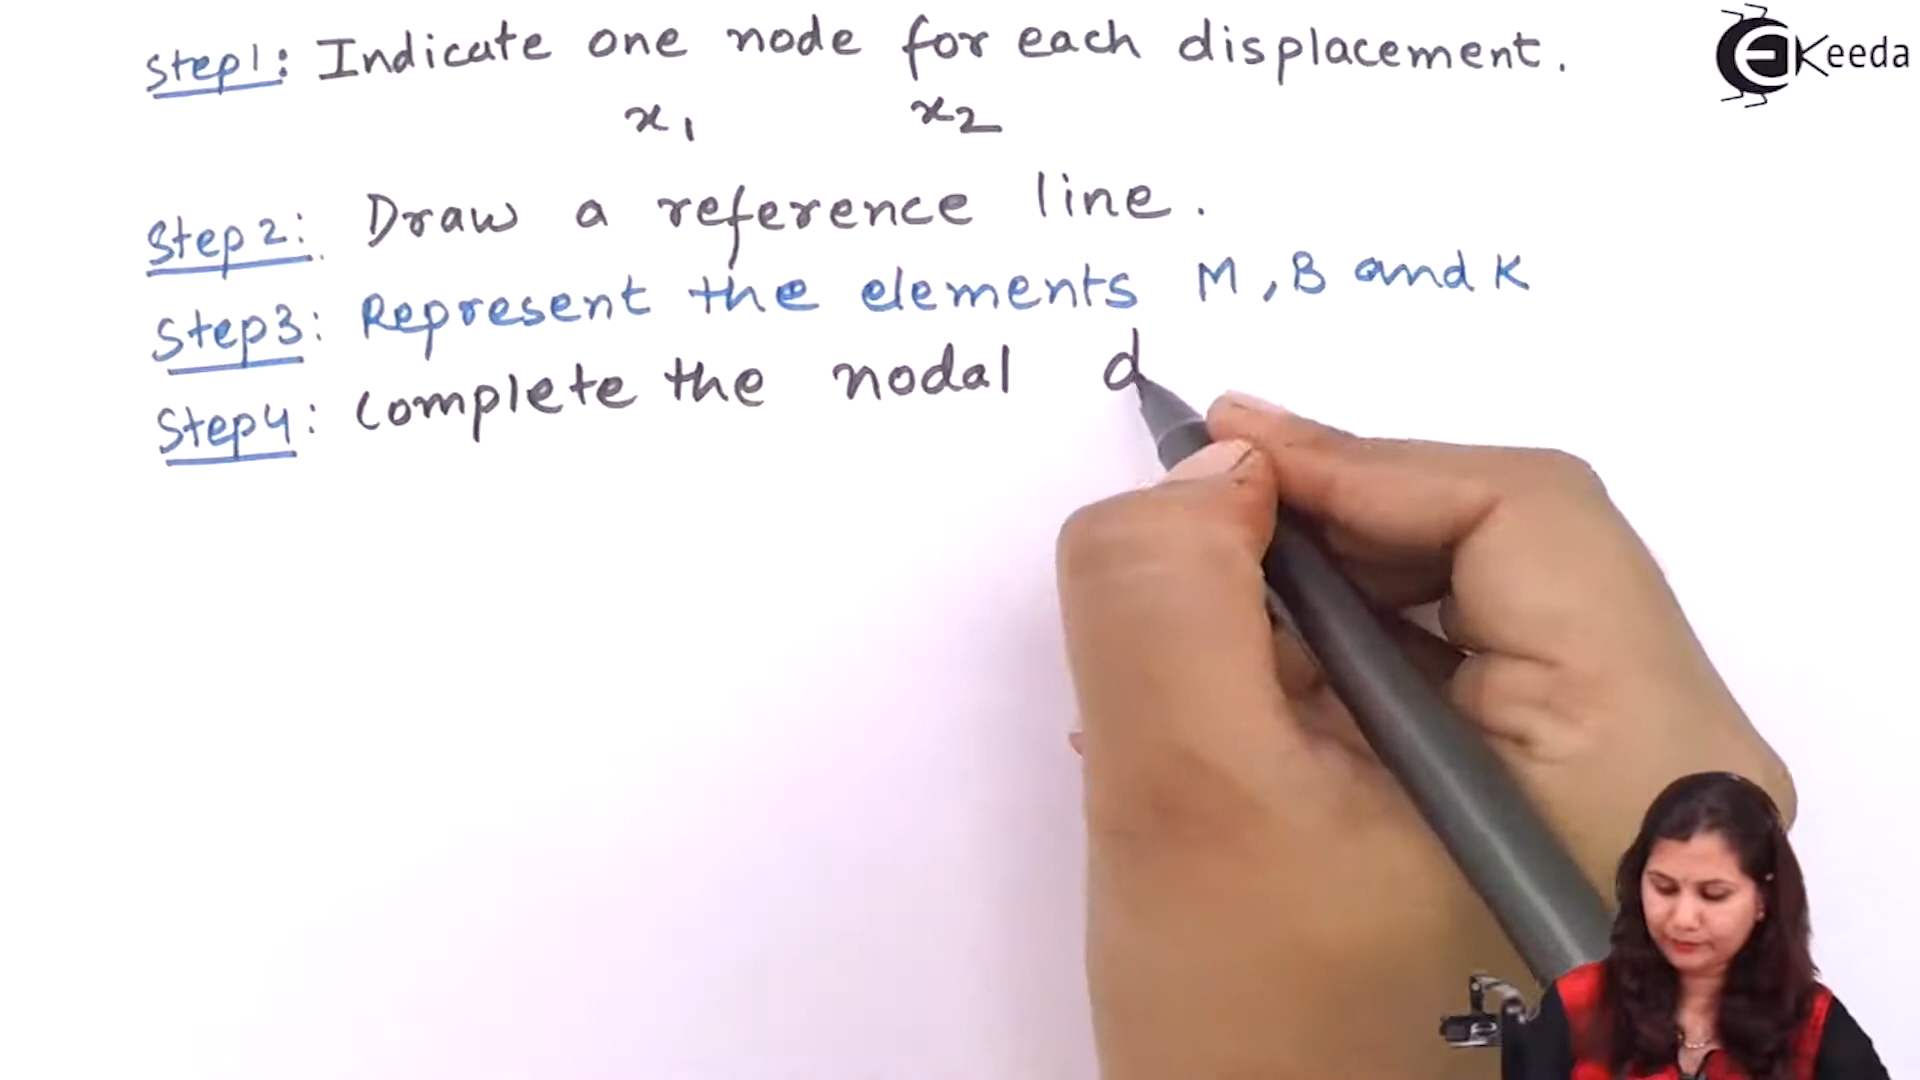 Step1: Indicate one node for each displacement.
x1 x2
Step2: Draw a reference line.
Step3: Represent the elements M, B and K
Step4: Complete the nodal d
EKeeda